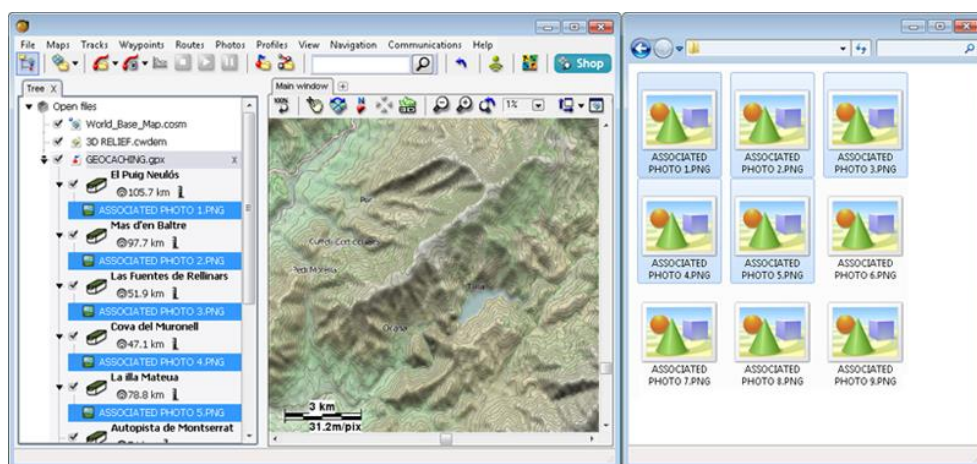 File Maps Tracks Waypoints Routes Photos Profiles View Navigation Communications Help
Shop
Tree X
Open files
World_Base_Map.cosm
3D RELIEF.cwdem
GEOCACHING.gpx X
El Puig Neulós
105.7 km
ASSOCIATED PHOTO 1.PNG
Mas d'en Baltre
97.7 km
ASSOCIATED PHOTO 2.PNG
Las Fuentes de Rellinars
51.9 km
ASSOCIATED PHOTO 3.PNG
Cova del Muronell
47.1 km
ASSOCIATED PHOTO 4.PNG
La illa Mateua
78.8 km
ASSOCIATED PHOTO 5.PNG
Autopista de Montserrat
Main window
100%
1%
3 km
31.2m/pix
ASSOCIATED
PHOTO 1.PNG
ASSOCIATED
PHOTO 2.PNG
ASSOCIATED
PHOTO 3.PNG
ASSOCIATED
PHOTO 4.PNG
ASSOCIATED
PHOTO 5.PNG
ASSOCIATED
PHOTO 6.PNG
ASSOCIATED
PHOTO 7.PNG
ASSOCIATED
PHOTO 8.PNG
ASSOCIATED
PHOTO 9.PNG